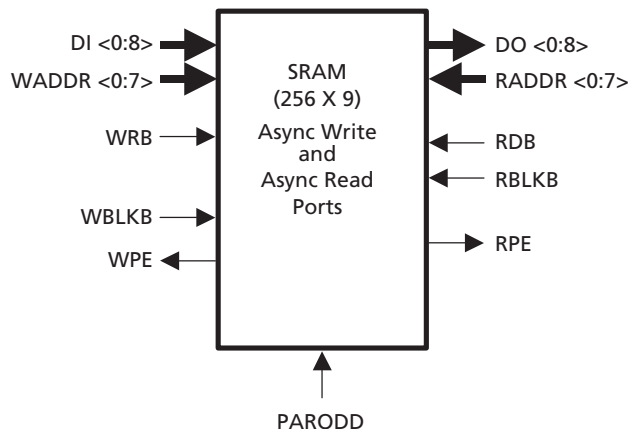 DI <0:8>
WADDR <0:7>
WRB
WBLKB
WPE
SRAM
(256 X 9)
Async Write
and
Async Read
Ports
DO <0:8>
RADDR <0:7>
RDB
RBLKB
RPE
PARODD